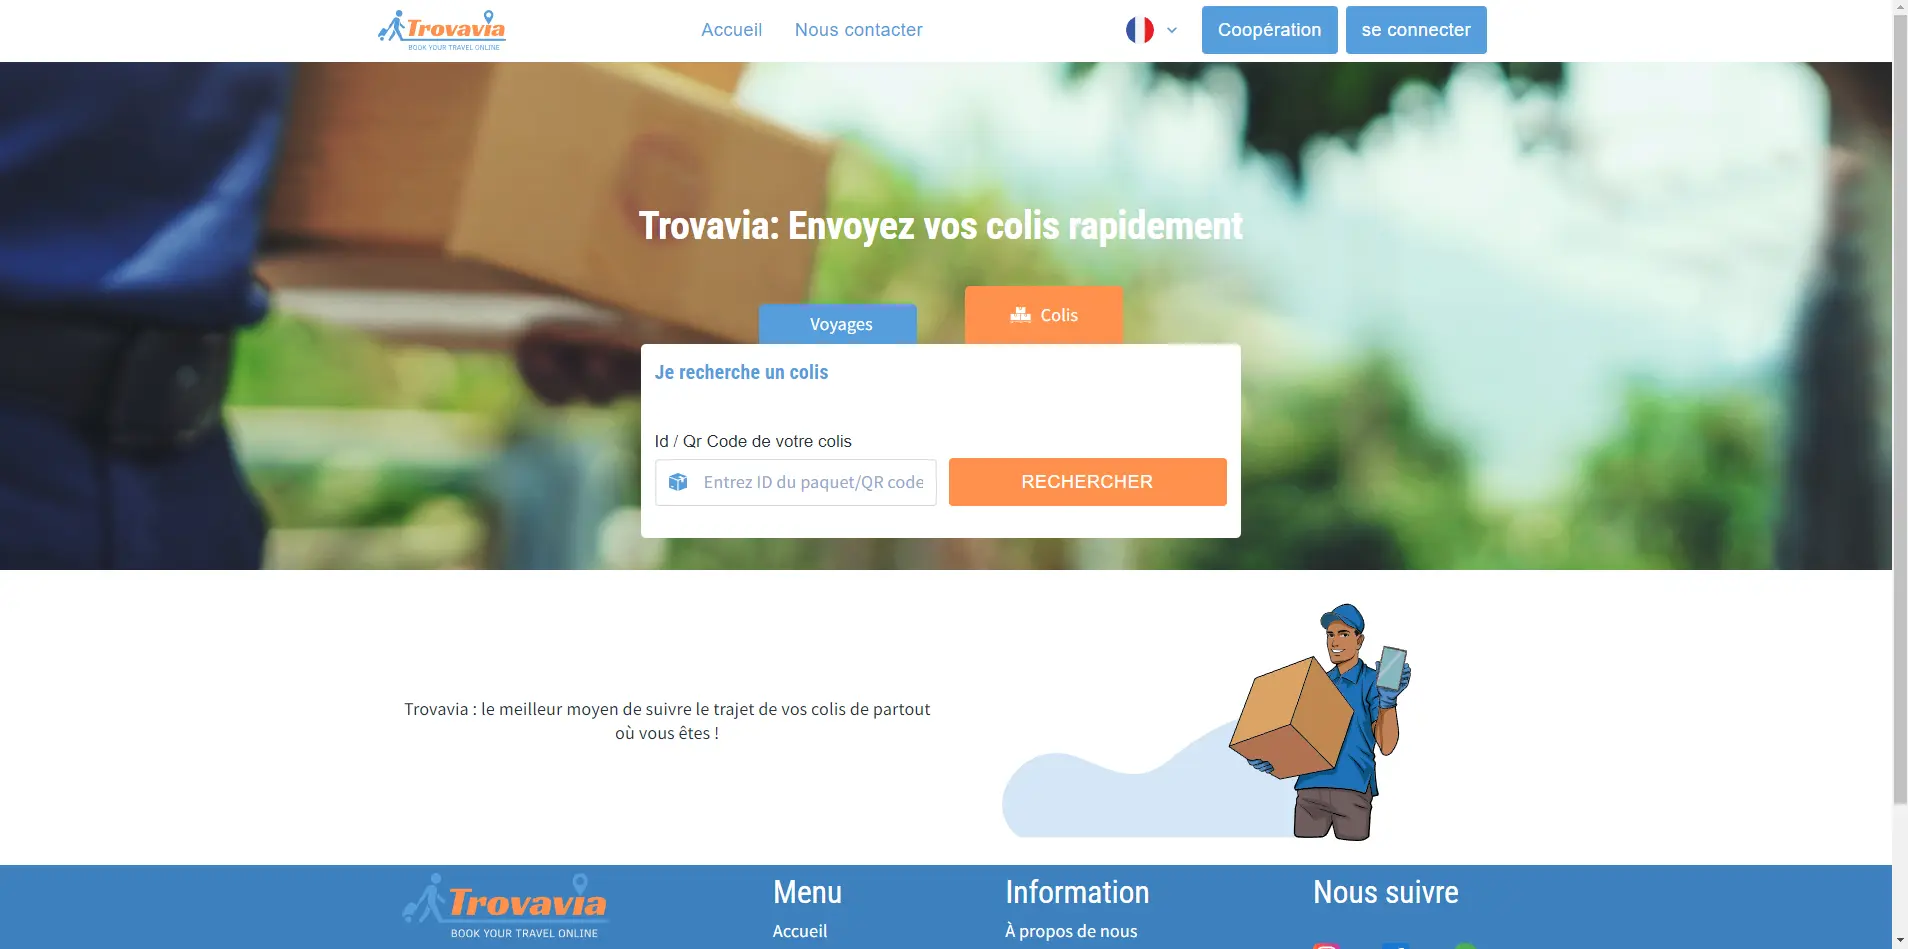 Trovavia
BOOK YOUR TRAVEL ONLINE
Accueil
Nous contacter
Coopération
se connecter
Trovavia: Envoyez vos colis rapidement
Voyages
Colis
Je recherche un colis
Id / Qr Code de votre colis
Entrez ID du paquet/QR code
RECHERCHER
Trovavia : le meilleur moyen de suivre le trajet de vos colis de partout
où vous êtes !
Trovavia
BOOK YOUR TRAVEL ONLINE
Menu
Accueil
Information
À propos de nous
Nous suivre